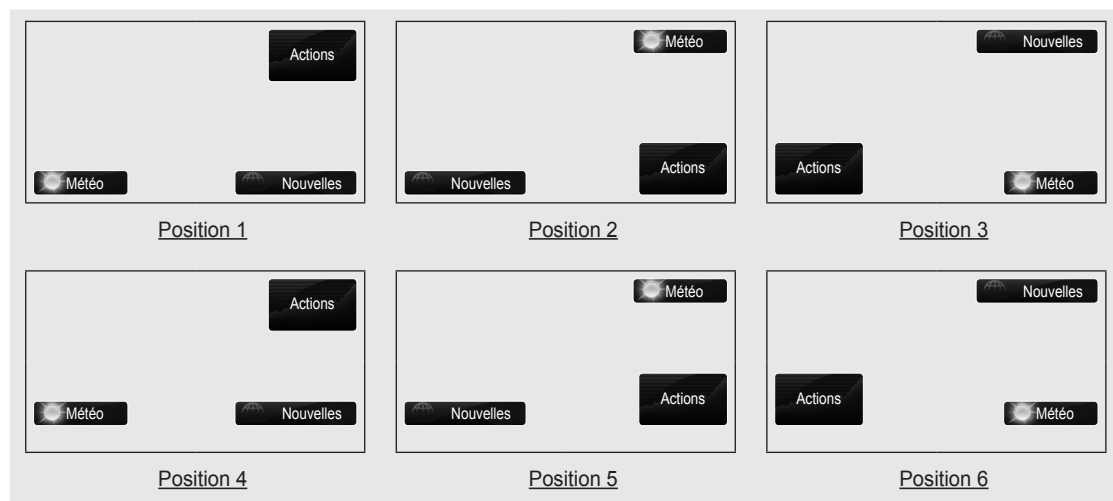 Actions
Météo
Nouvelles
Position 1
Météo
Actions
Nouvelles
Position 2
Nouvelles
Actions
Météo
Position 3
Actions
Météo
Nouvelles
Position 4
Météo
Actions
Nouvelles
Position 5
Nouvelles
Actions
Météo
Position 6